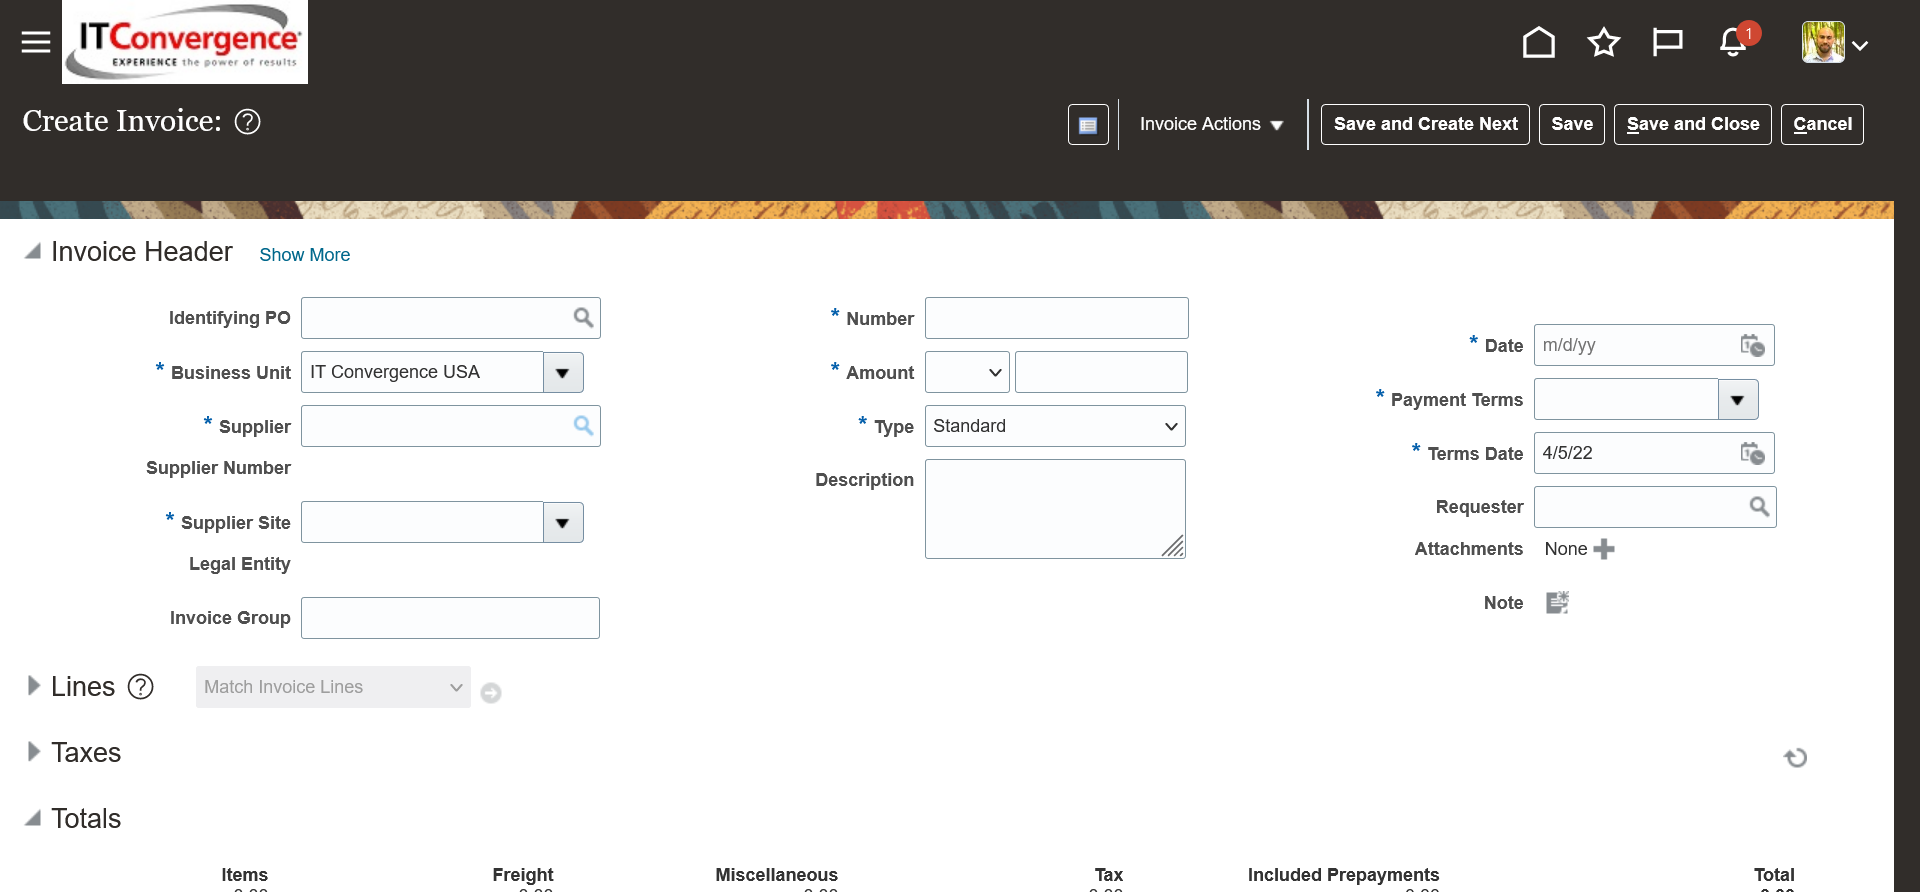 ITConvergence
EXPERIENCE the power of results
1
Create Invoice: ?
Invoice Actions
Save and Create Next
Save
Save and Close
Cancel
Invoice Header
Show More
Identifying PO
* Business Unit IT Convergence USA
* Supplier
Supplier Number
* Supplier Site
Legal Entity
Invoice Group
* Number
* Amount
* Type Standard
Description
* Date m/d/yy
* Payment Terms
* Terms Date 4/5/22
Requester
Attachments None
Note
Lines ? Match Invoice Lines
Taxes
Totals
Items Freight Miscellaneous Tax Included Prepayments Total